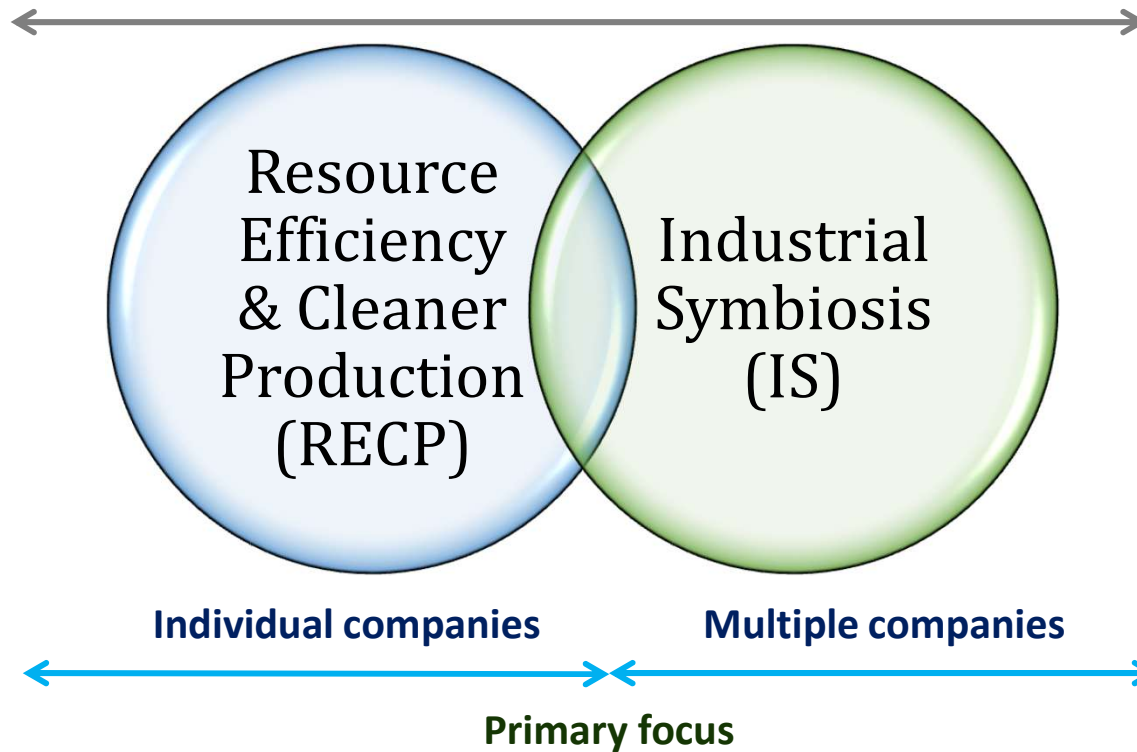 Resource
Efficiency
& Cleaner
Production
(RECP)
Industrial
Symbiosis
(IS)
Individual companies
Multiple companies
Primary focus